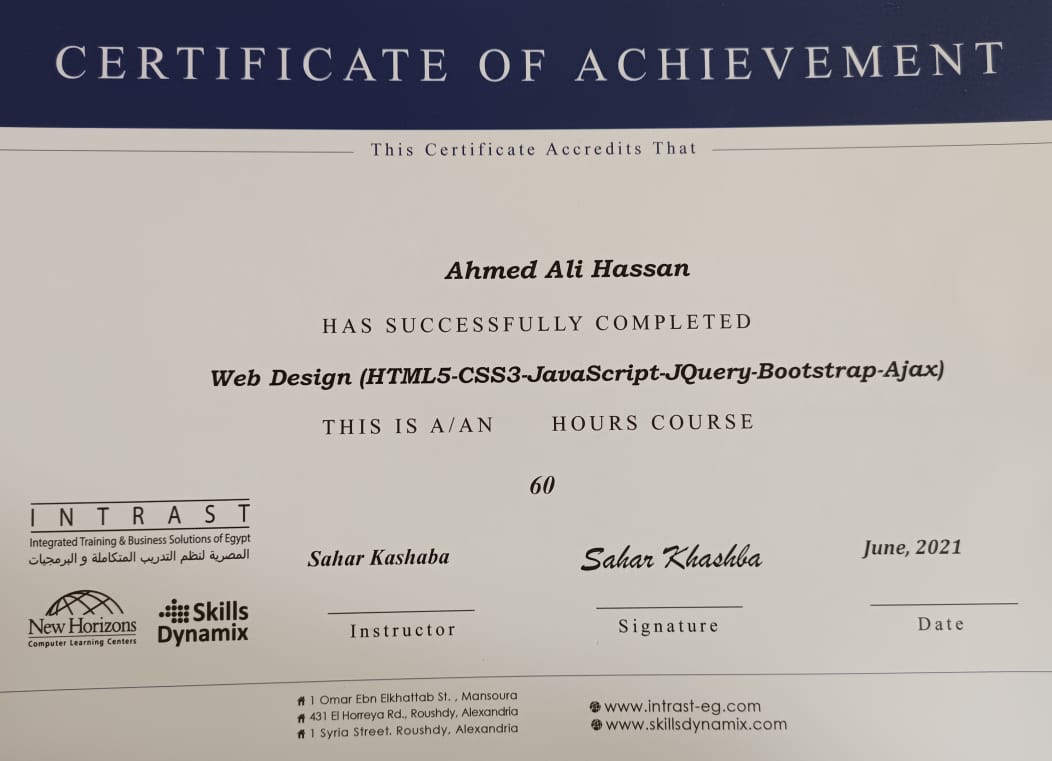 CERTIFICATE OF ACHIEVEMENT
This Certificate Accredits That
Ahmed Ali Hassan
HAS SUCCESSFULLY COMPLETED
Web Design (HTML5-CSS3-JavaScript-JQuery-Bootstrap-Ajax)
THIS IS A/AN HOURS COURSE
60
INTRAST
Integrated Training & Business Solutions of Egypt
المصرية لنظم التدريب المتكاملة و البرمجيات
New Horizons
Computer Learning Centers
Skills
Dynamix
Sahar Kashaba
Instructor
Sahar Khashba
Signature
June, 2021
Date
1 Omar Ebn Elkhattab St. , Mansoura
431 El Horreya Rd., Roushdy, Alexandria
1 Syria Street. Roushdy, Alexandria
www.intrast-eg.com
www.skillsdynamix.com